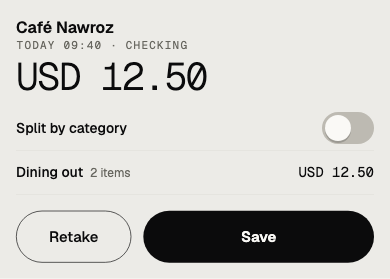 Café Nawroz
TODAY 09:40 · CHECKING
USD 12.50
Split by category
Dining out 2 items USD 12.50
Retake Save